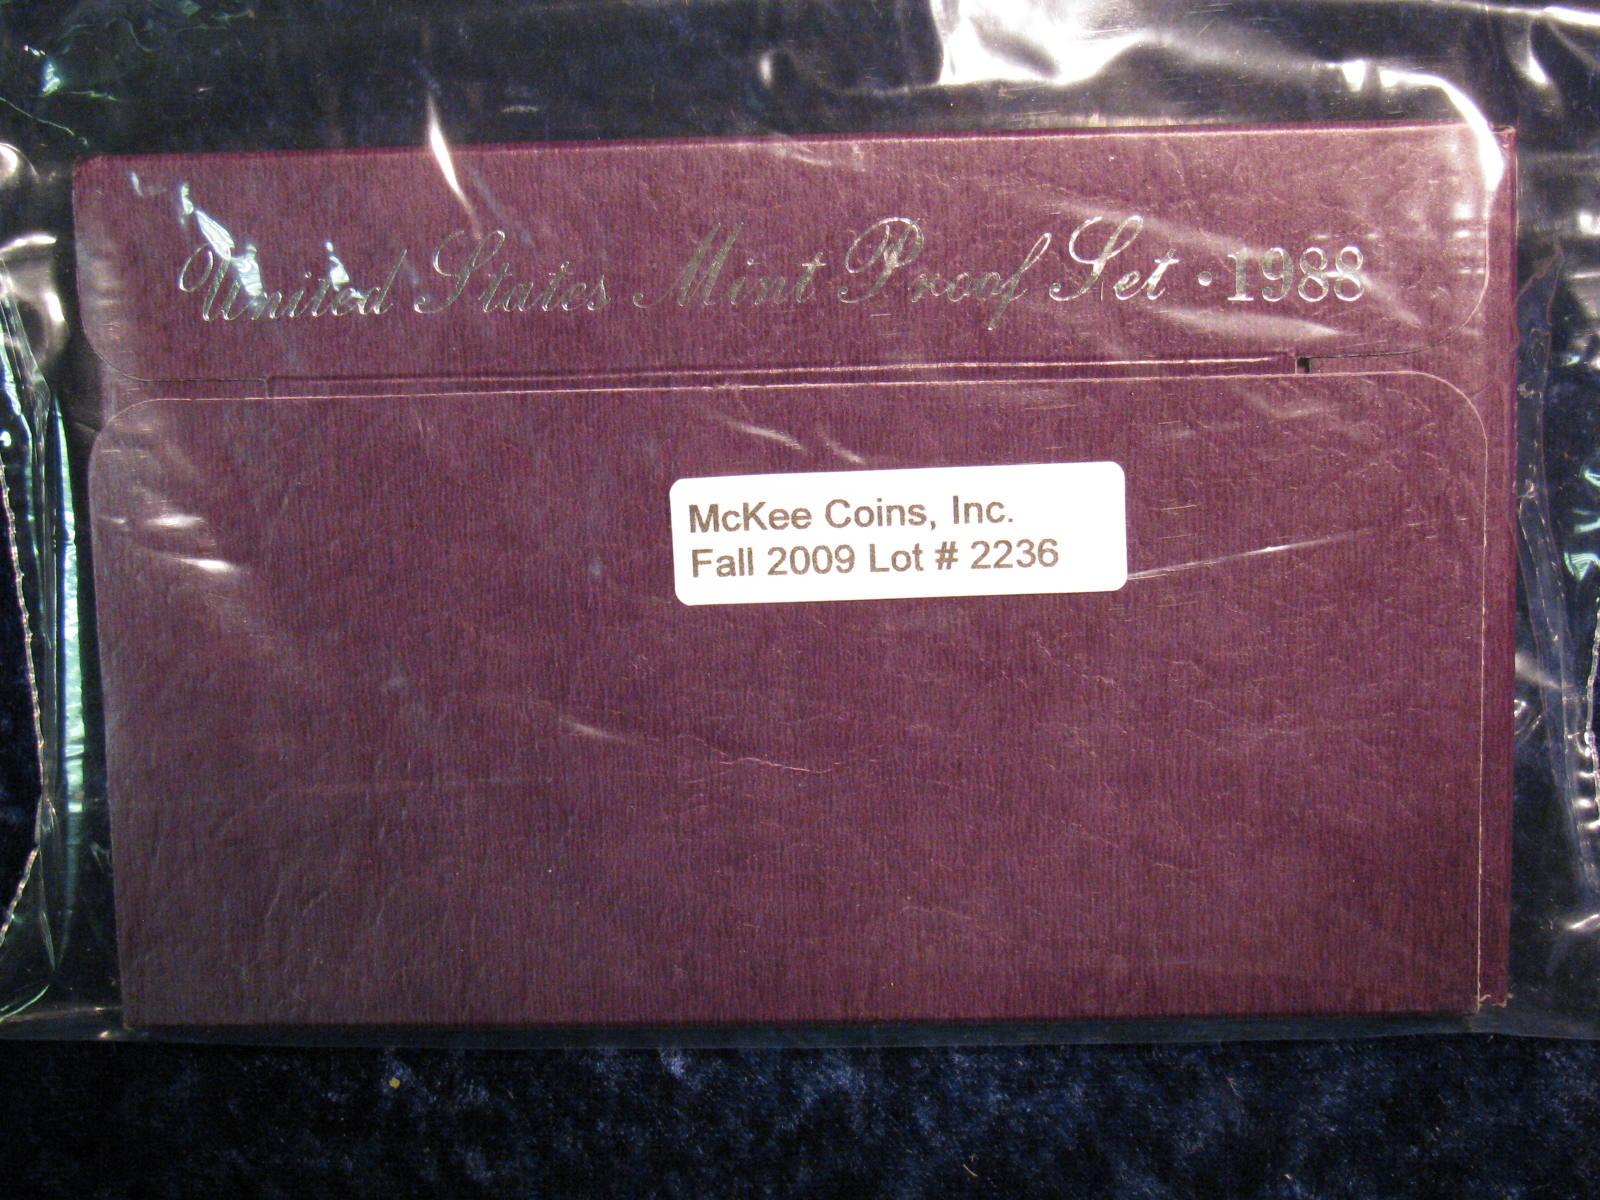 United States Mint Proof Set · 1988
McKee Coins, Inc.
Fall 2009 Lot # 2236